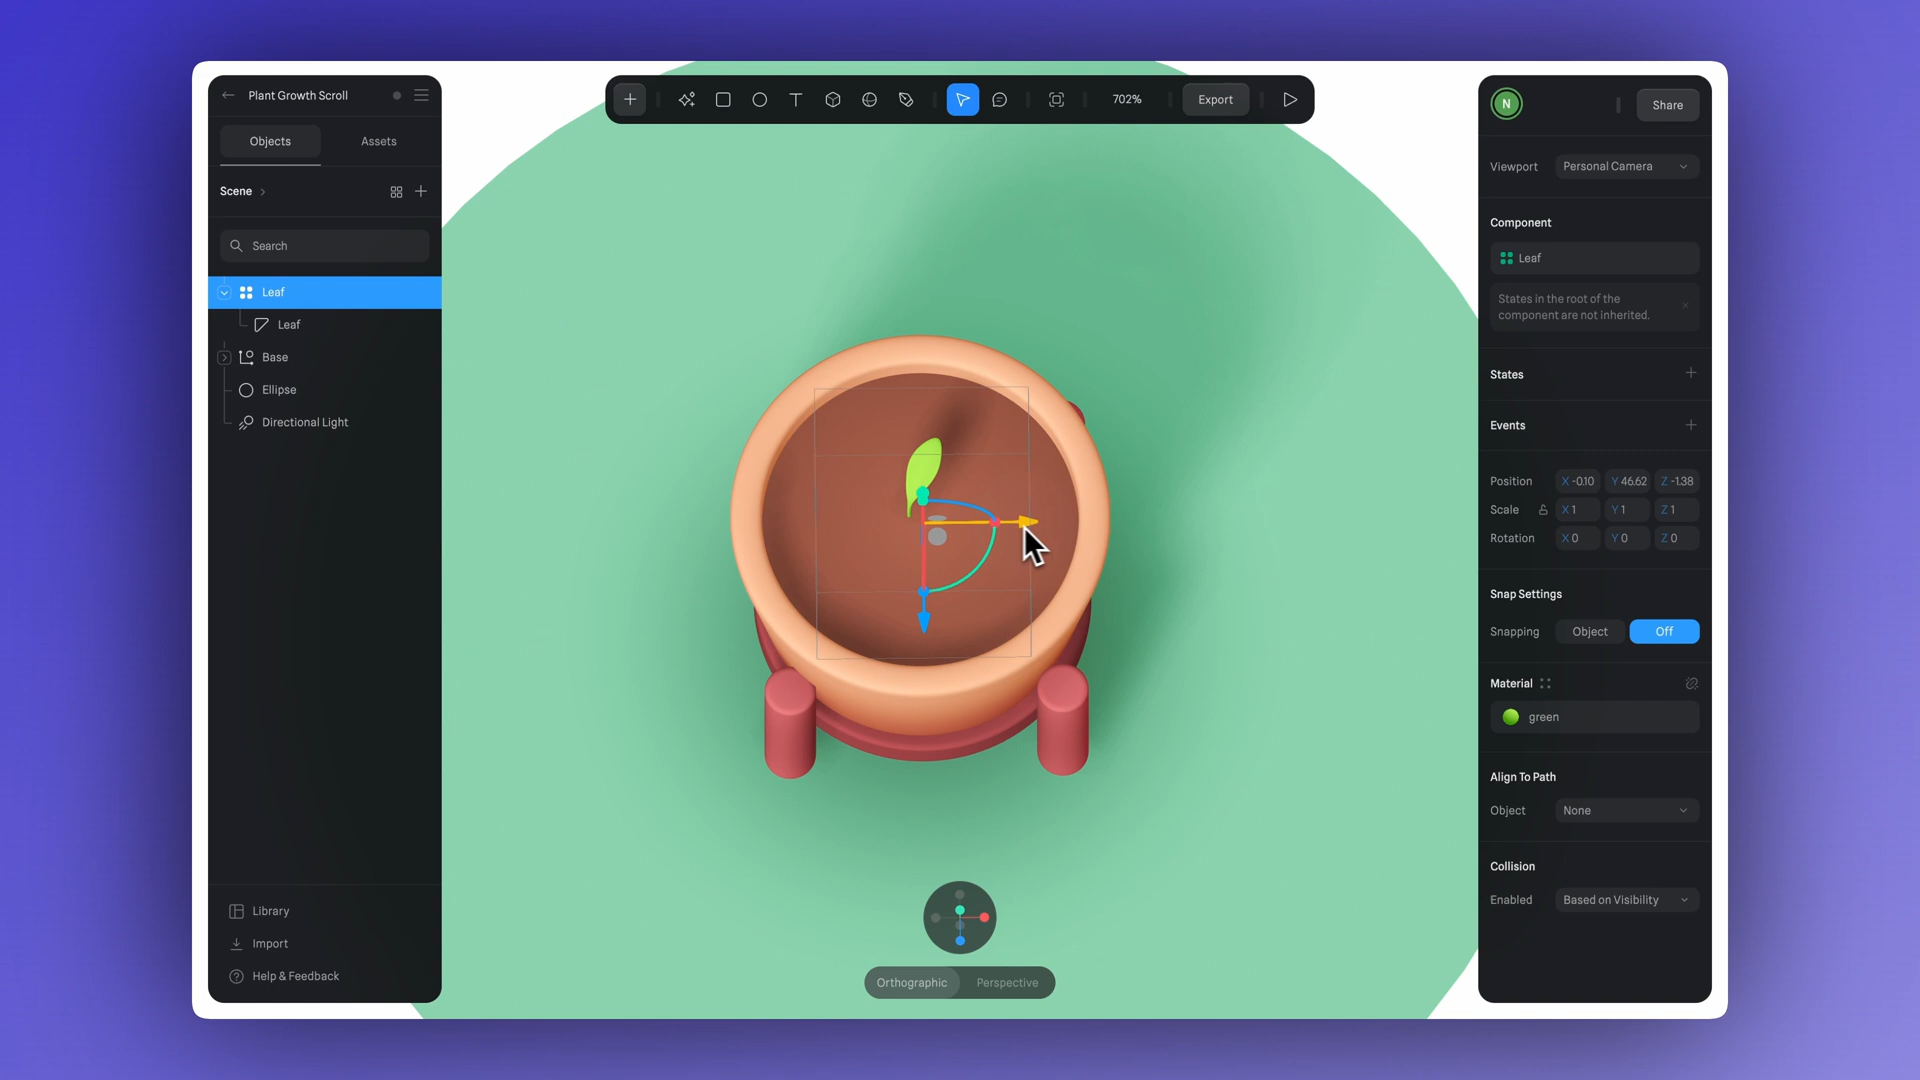 Plant Growth Scroll
Objects
Assets
Scene
Search
Leaf
Leaf
Base
Ellipse
Directional Light
Library
Import
Help & Feedback
T
702%
Export
Orthographic
Perspective
N
Share
Viewport
Personal Camera
Component
Leaf
States in the root of the
component are not inherited.
States
Events
Position X -0.10 Y 46.62 Z -1.38
Scale X 1 Y 1 Z 1
Rotation X 0 Y 0 Z 0
Snap Settings
Snapping Object Off
Material
green
Align To Path
Object None
Collision
Enabled Based on Visibility